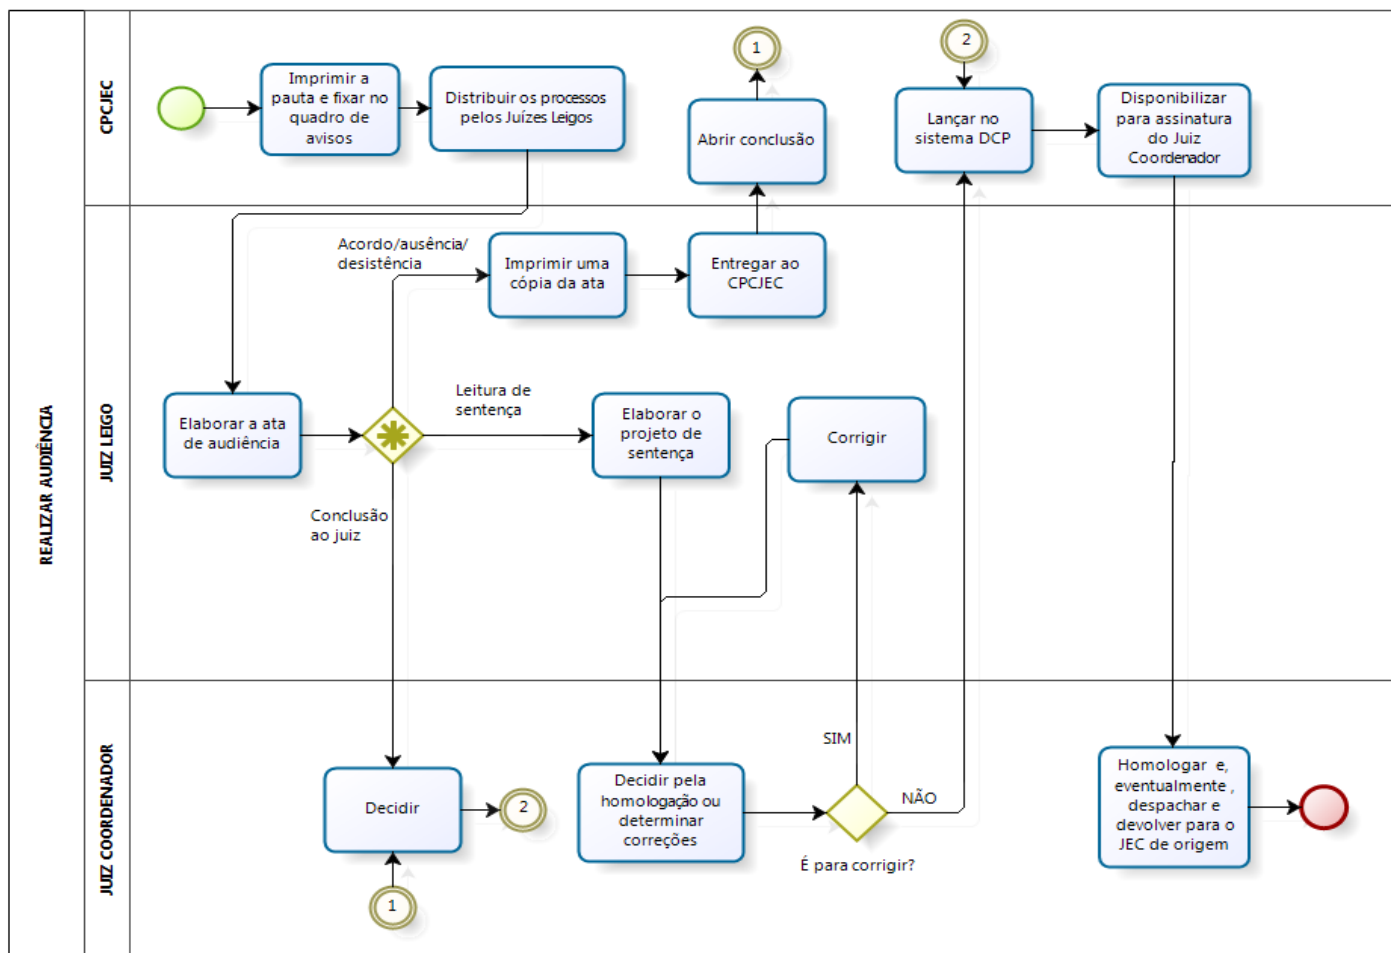 REALIZAR AUDIÊNCIA
CPCJEC
Imprimir a
pauta e fixar no
quadro de
avisos
Distribuir os processos
pelos Juízes Leigos
1
Abrir conclusão
2
Lançar no
sistema DCP
Disponibilizar
para assinatura
do Juiz
Coordenador
JUIZ LEIGO
Acordo/ausência/
desistência
Imprimir uma
cópia da ata
Entregar ao
CPCJEC
Elaborar a ata
de audiência
Leitura de
sentença
Elaborar o
projeto de
sentença
Corrigir
Conclusão
ao juiz
JUIZ COORDENADOR
Decidir
2
1
Decidir pela
homologação ou
determinar
correções
SIM
NÃO
É para corrigir?
Homologar e,
eventualmente ,
despachar e
devolver para o
JEC de origem